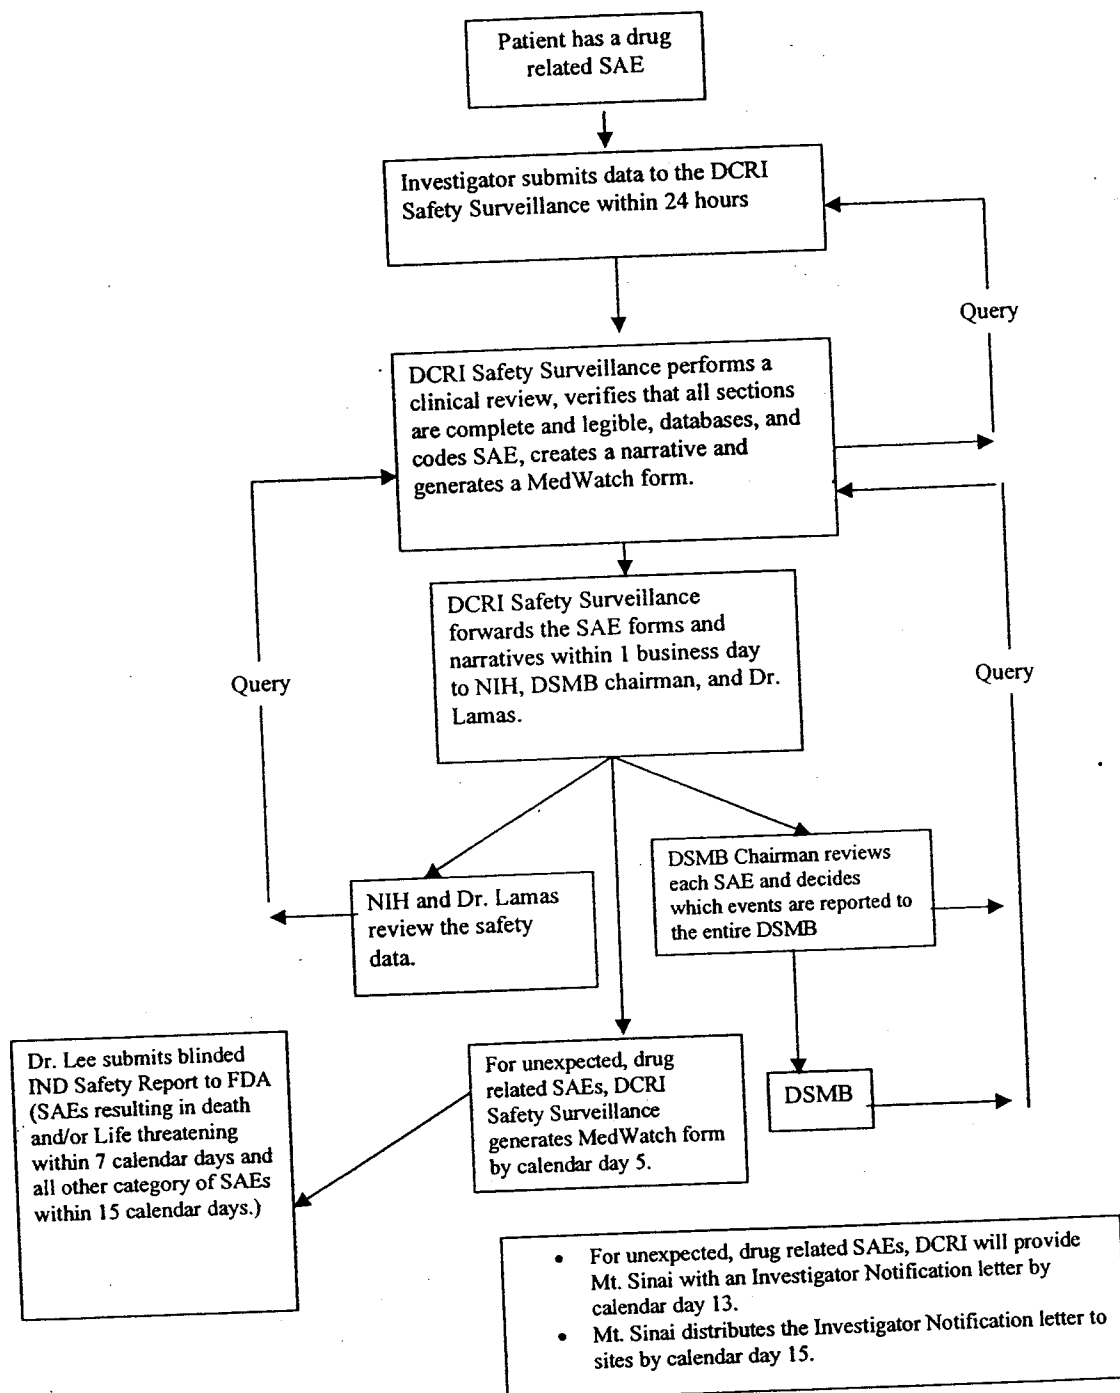 Patient has a drug
related SAE
Investigator submits data to the DCRI
Safety Surveillance within 24 hours
Query
DCRI Safety Surveillance performs a
clinical review, verifies that all sections
are complete and legible, databases, and
codes SAE, creates a narrative and
generates a MedWatch form.
DCRI Safety Surveillance
forwards the SAE forms and
narratives within 1 business day
to NIH, DSMB chairman, and Dr.
Lamas.
Query
Query
NIH and Dr. Lamas
review the safety
data.
DSMB Chairman reviews
each SAE and decides
which events are reported to
the entire DSMB
Dr. Lee submits blinded
IND Safety Report to FDA
(SAEs resulting in death
and/or Life threatening
within 7 calendar days and
all other category of SAEs
within 15 calendar days.)
For unexpected, drug
related SAEs, DCRI
Safety Surveillance
generates MedWatch form
by calendar day 5.
DSMB
• For unexpected, drug related SAEs, DCRI will provide
Mt. Sinai with an Investigator Notification letter by
calendar day 13.
• Mt. Sinai distributes the Investigator Notification letter to
sites by calendar day 15.